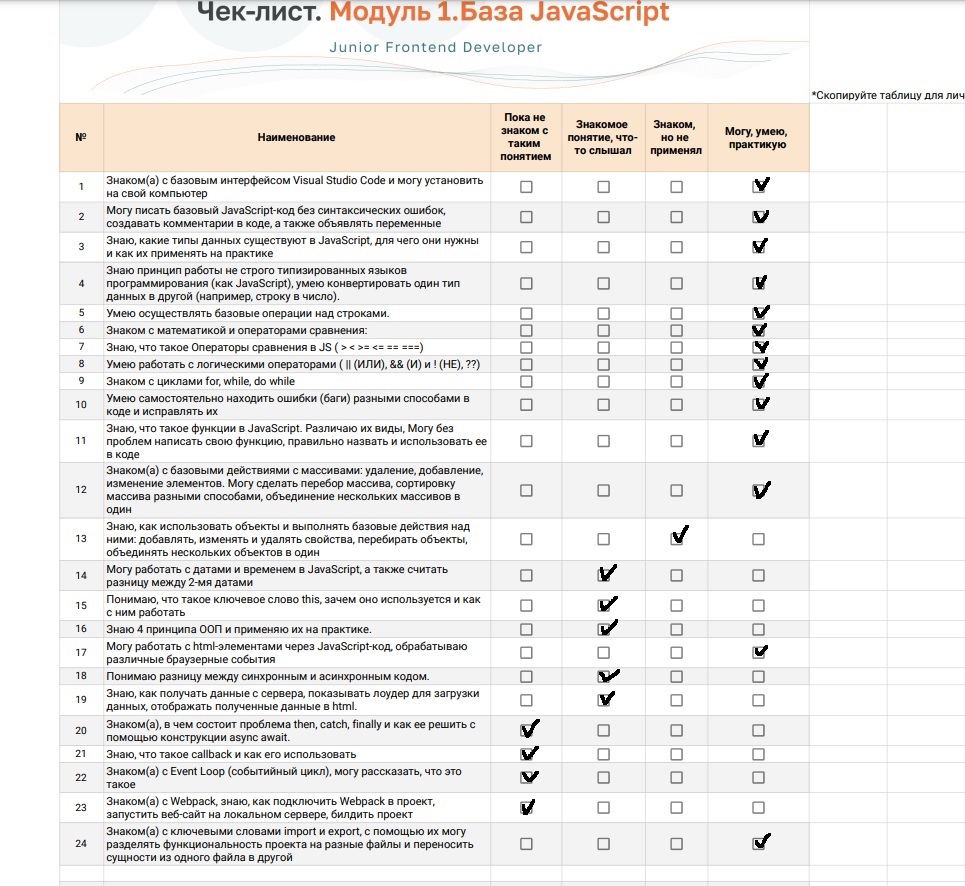 Чек-лист. Модуль 1.База JavaScript
Junior Frontend Developer
*Скопируйте таблицу для лич
№
Наименование
Пока не
знаком с
таким
понятием
Знакомое
понятие, что-
то слышал
Знаком,
но не
применял
Могу, умею,
практикую
1
Знаком(а) с базовым интерфейсом Visual Studio Code и могу установить
на свой компьютер
2
Могу писать базовый JavaScript-код без синтаксических ошибок,
создавать комментарии в коде, а также объявлять переменные
3
Знаю, какие типы данных существуют в JavaScript, для чего они нужны
и как их применять на практике
4
Знаю принцип работы не строго типизированных языков
программирования (как JavaScript), умею конвертировать один тип
данных в другой (например, строку в число).
5
Умею осуществлять базовые операции над строками.
6
Знаком с математикой и операторами сравнения:
7
Знаю, что такое Операторы сравнения в JS ( > < >= <= == ===)
8
Умею работать с логическими операторами ( || (ИЛИ), && (И) и ! (НЕ), ??)
9
Знаком с циклами for, while, do while
10
Умею самостоятельно находить ошибки (баги) разными способами в
коде и исправлять их
11
Знаю, что такое функции в JavaScript. Различаю их виды, Могу без
проблем написать свою функцию, правильно назвать и использовать ее
в коде
12
Знаком(а) с базовыми действиями с массивами: удаление, добавление,
изменение элементов. Могу сделать перебор массива, сортировку
массива разными способами, объединение нескольких массивов в
один
13
Знаю, как использовать объекты и выполнять базовые действия над
ними: добавлять, изменять и удалять свойства, перебирать объекты,
объединять нескольких объектов в один
14
Могу работать с датами и временем в JavaScript, а также считать
разницу между 2-мя датами
15
Понимаю, что такое ключевое слово this, зачем оно используется и как
с ним работать
16
Знаю 4 принципа ООП и применяю их на практике.
17
Могу работать с html-элементами через JavaScript-код, обрабатываю
различные браузерные события
18
Понимаю разницу между синхронным и асинхронным кодом.
19
Знаю, как получать данные с сервера, показывать лоудер для загрузки
данных, отображать полученные данные в html.
20
Знаком(а), в чем состоит проблема then, catch, finally и как ее решить с
помощью конструкции async await.
21
Знаю, что такое callback и как его использовать
22
Знаком(а) с Event Loop (событийный цикл), могу рассказать, что это
такое
23
Знаком(а) с Webpack, знаю, как подключить Webpack в проект,
запустить веб-сайт на локальном сервере, билдить проект
24
Знаком(а) с ключевыми словами import и export, с помощью их могу
разделять функциональность проекта на разные файлы и переносить
сущности из одного файла в другой